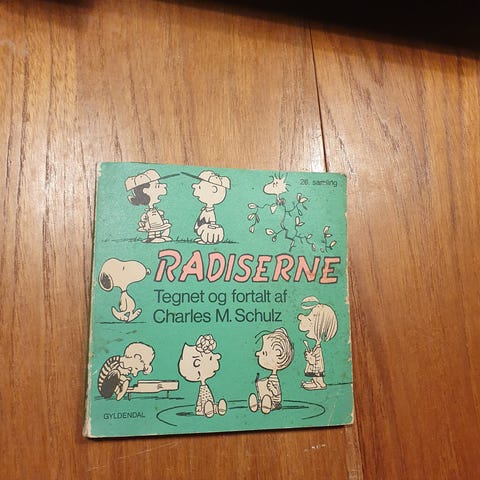 26. samling
RADISERNE
Tegnet og fortalt af
Charles M. Schulz
GYLDENDAL